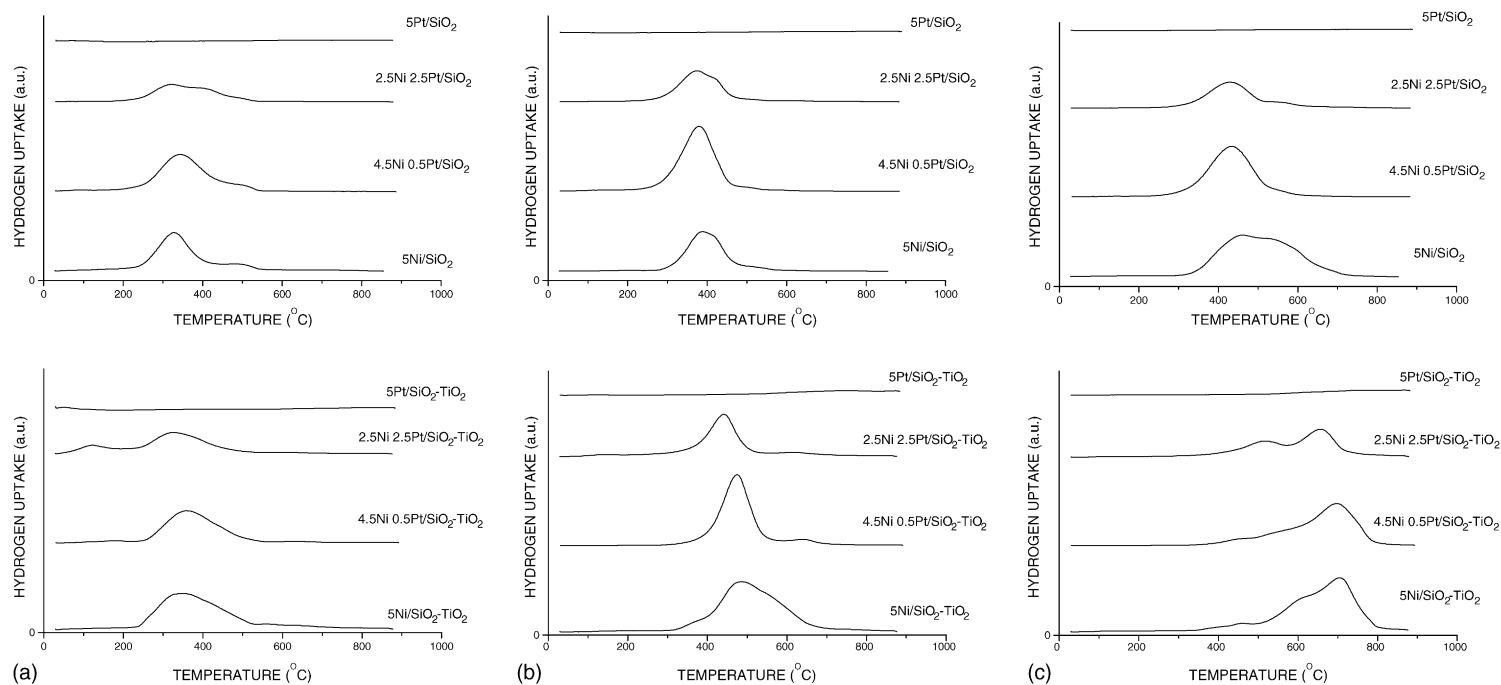 HYDROGEN UPTAKE (a.u.)
5Pt/SiO₂
2.5Ni 2.5Pt/SiO₂
4.5Ni 0.5Pt/SiO₂
5Ni/SiO₂
0
0 200 400 600 800 1000
TEMPERATURE (°C)
HYDROGEN UPTAKE (a.u.)
5Pt/SiO₂
2.5Ni 2.5Pt/SiO₂
4.5Ni 0.5Pt/SiO₂
5Ni/SiO₂
0
0 200 400 600 800 1000
TEMPERATURE (°C)
HYDROGEN UPTAKE (a.u.)
5Pt/SiO₂
2.5Ni 2.5Pt/SiO₂
4.5Ni 0.5Pt/SiO₂
5Ni/SiO₂
0
0 200 400 600 800 1000
TEMPERATURE (°C)
HYDROGEN UPTAKE (a.u.)
5Pt/SiO₂-TiO₂
2.5Ni 2.5Pt/SiO₂-TiO₂
4.5Ni 0.5Pt/SiO₂-TiO₂
5Ni/SiO₂-TiO₂
0
0 200 400 600 800 1000
(a) TEMPERATURE (°C)
HYDROGEN UPTAKE (a.u.)
5Pt/SiO₂-TiO₂
2.5Ni 2.5Pt/SiO₂-TiO₂
4.5Ni 0.5Pt/SiO₂-TiO₂
5Ni/SiO₂-TiO₂
0
0 200 400 600 800 1000
(b) TEMPERATURE (°C)
HYDROGEN UPTAKE (a.u.)
5Pt/SiO₂-TiO₂
2.5Ni 2.5Pt/SiO₂-TiO₂
4.5Ni 0.5Pt/SiO₂-TiO₂
5Ni/SiO₂-TiO₂
0
0 200 400 600 800 1000
(c) TEMPERATURE (°C)